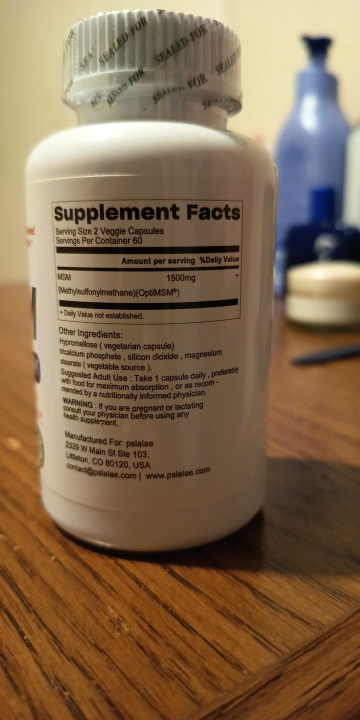 SEALED-FOR SEALED-FOR
SEALED-FOR
Supplement Facts
Serving Size 2 Veggie Capsules
Servings Per Container 60
Amount per serving %Daily Value
MSM 1500mg *
(Methylsulfonylmethane)(OptiMSM®)
* Daily Value not established.
Other Ingredients:
Hypromellose ( vegetarian capsule)
tricalcium phosphate , silicon dioxide , magnesium
stearate ( vegetable source ).
Suggested Adult Use : Take 1 capsule daily , preferably
with food for maximum absorption , or as recom -
mended by a nutritionally informed physician.
WARNING : If you are pregnant or lactating
consult your physician before using any
health supplement.
Manufactured For: pslalae
2329 W Main St Ste 103,
Littleton, CO 80120, USA
contact@pslalae.com | www.pslalae.com